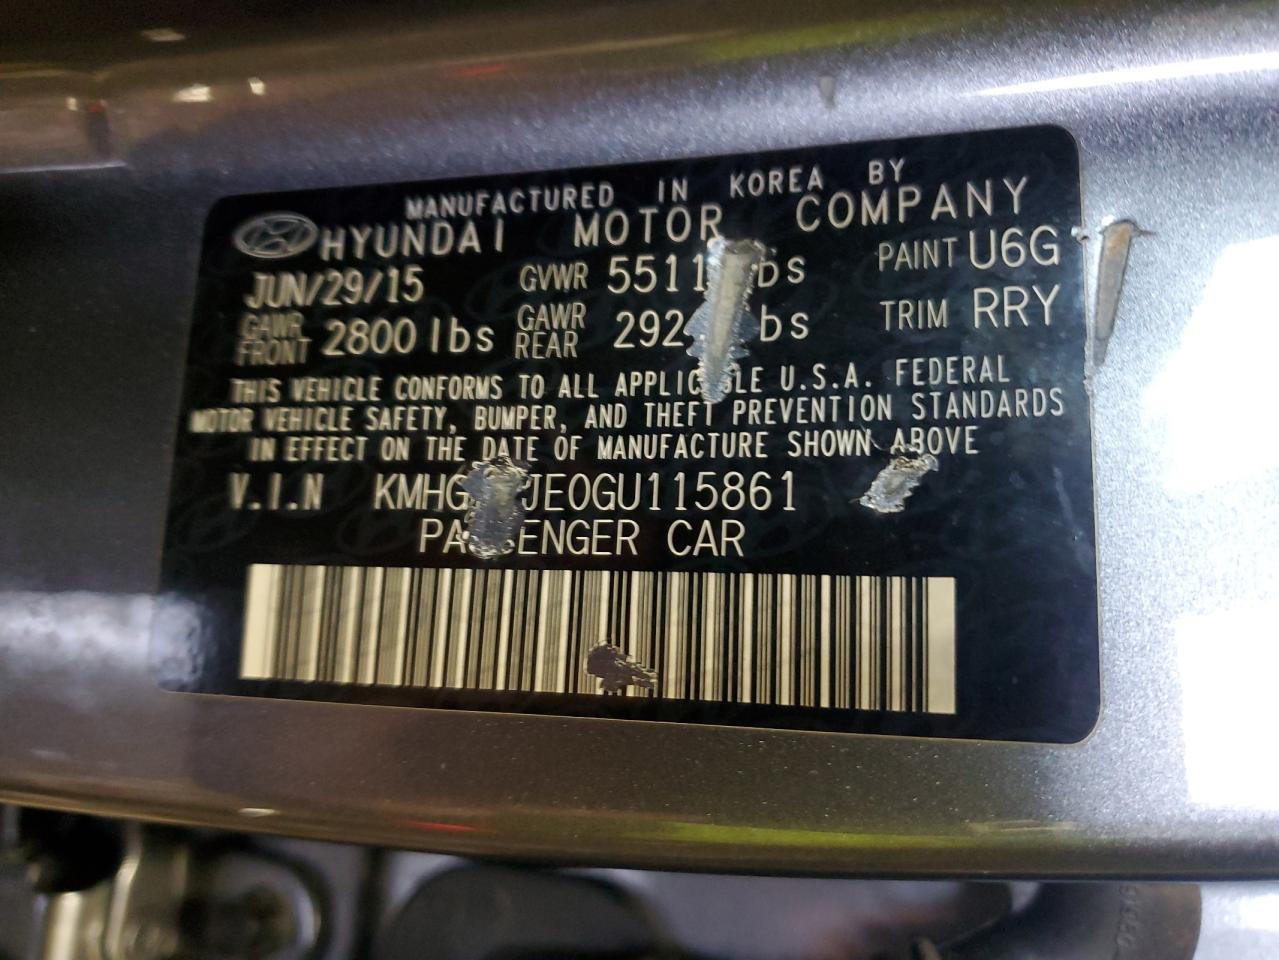 MANUFACTURED IN KOREA BY
HYUNDAI MOTOR COMPANY
JUN/29/15 GVWR PAINT U6G
GAWR FRONT 2800 lbs GAWR REAR TRIM RRY
THIS VEHICLE CONFORMS TO ALL U.S.A. FEDERAL
MOTOR VEHICLE SAFETY, BUMPER, AND THEFT PREVENTION STANDARDS
IN EFFECT ON THE DATE OF MANUFACTURE SHOWN ABOVE
V.I.N
CAR